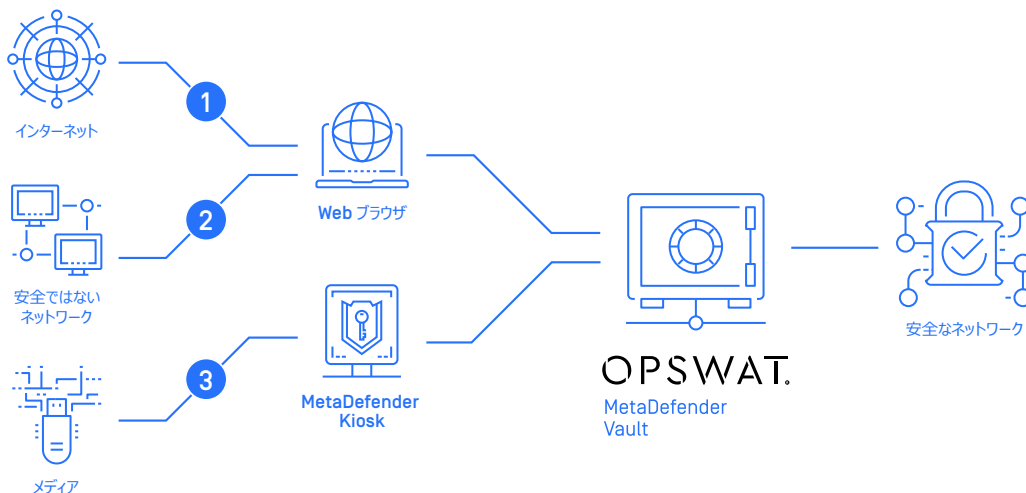 インターネット
1
安全ではない
ネットワーク
2
メディア
3
Web ブラウザ
MetaDefender
Kiosk
OPSWAT.
MetaDefender
Vault
安全なネットワーク